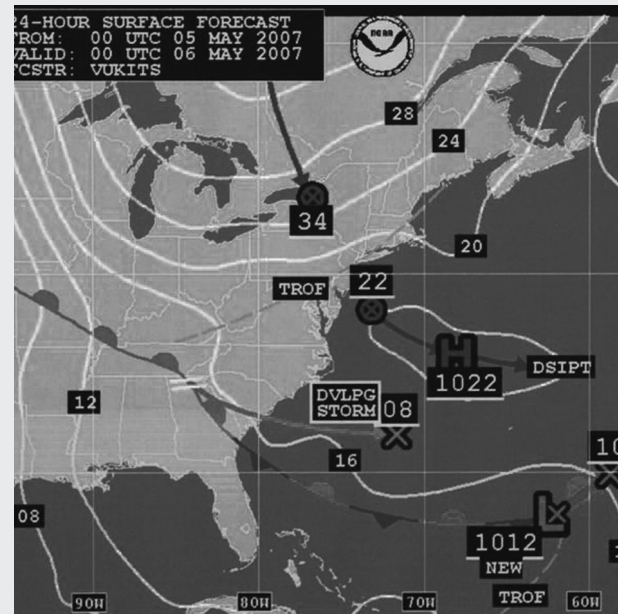 24-HOUR SURFACE FORECAST
FROM: 00 UTC 05 MAY 2007
VALID: 00 UTC 06 MAY 2007
FCSTR: VUKITS
NOAA
28
24
34
20
TROF
22
H
1022
DSIPT
12
DVLPG
STORM
08
16
10
08
L
1012
NEW
TROF
90W
80W
70W
60W